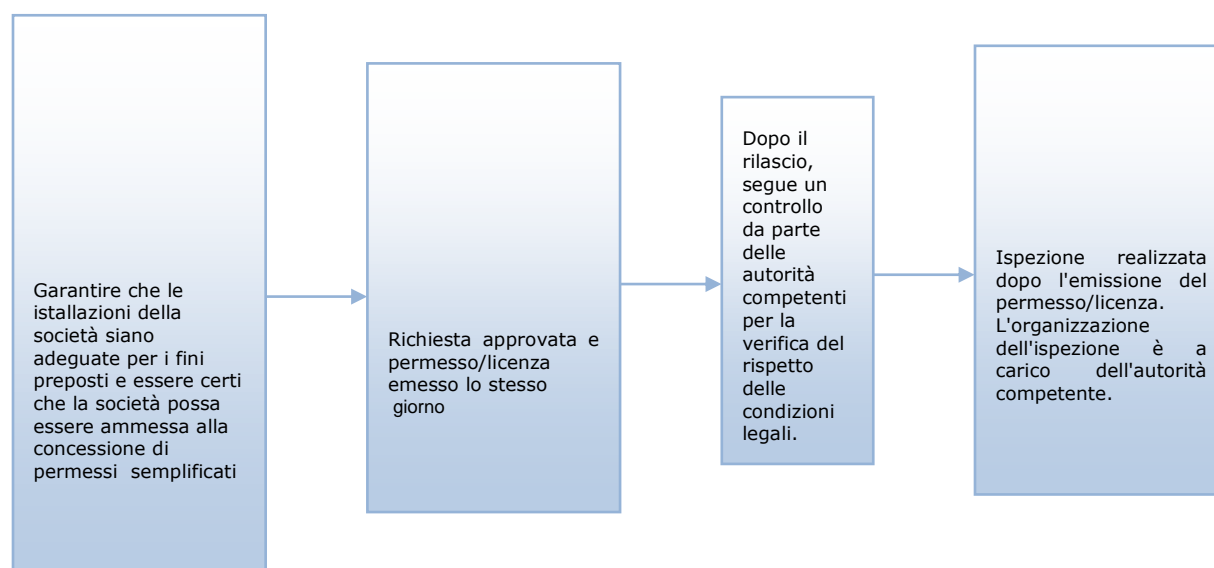 Garantire che le
istallazioni della
società siano
adeguate per i fini
preposti e essere certi
che la società possa
essere ammessa alla
concessione di
permessi semplificati
Richiesta approvata e
permesso/licenza
emesso lo stesso
giorno
Dopo il
rilascio,
segue un
controllo
da parte
delle
autorità
competenti
per la
verifica del
rispetto
delle
condizioni
legali.
Ispezione realizzata
dopo l'emissione del
permesso/licenza.
L'organizzazione
dell'ispezione è a
carico dell'autorità
competente.